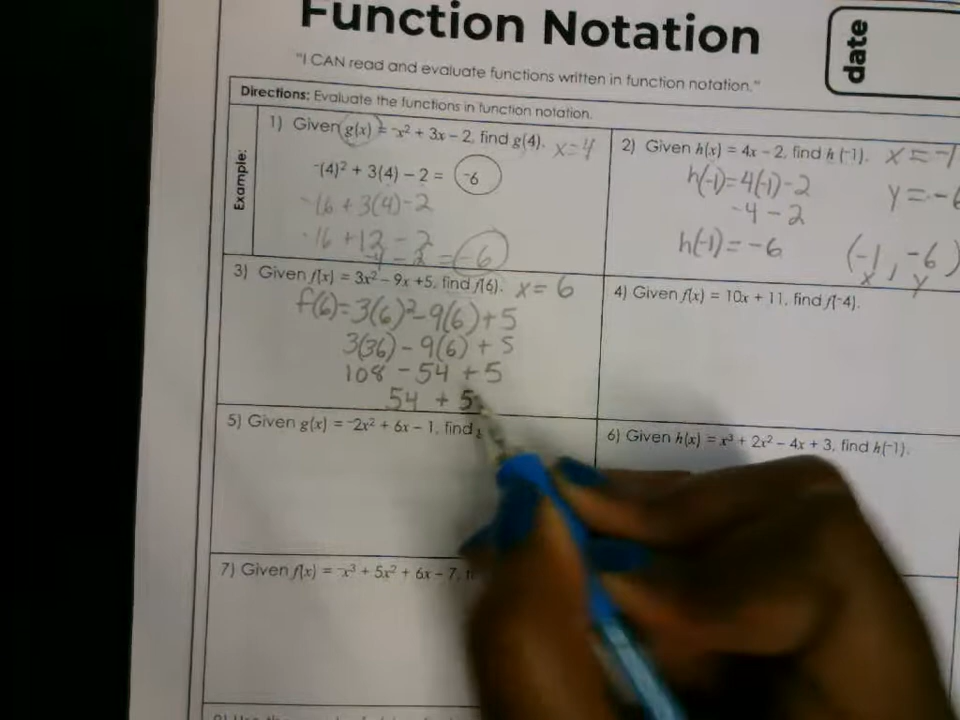 Function Notation
date
"I CAN read and evaluate functions written in function notation."
Directions: Evaluate the functions in function notation.
Example:
1) Given g(x) = ⁻x² + 3x – 2, find g(4). x=4
⁻(4)² + 3(4) – 2 = ⁻6
-16 + 3(4) - 2
-16 + 12 - 2
-4 - 2 = -6
2) Given h(x) = 4x – 2, find h(⁻1). x = -1
h(-1) = 4(-1) - 2 y = -6
-4 - 2
h(-1) = -6 (-1, -6)
x y
3) Given f(x) = 3x² – 9x +5, find f(6). x = 6
f(6) = 3(6)² - 9(6) + 5
3(36) - 9(6) + 5
108 - 54 + 5
54 + 5
4) Given f(x) = 10x + 11, find f(⁻4).
5) Given g(x) = ⁻2x² + 6x – 1, find
6) Given h(x) = x³ + 2x² – 4x + 3, find h(⁻1).
7) Given f(x) = ⁻x³ + 5x² + 6x – 7,